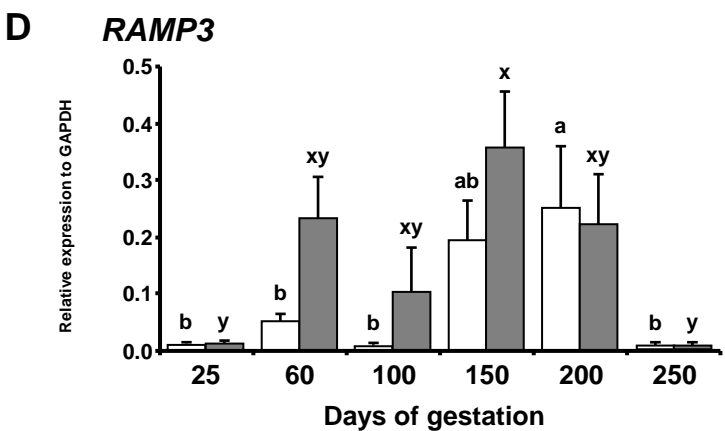 D RAMP3
Relative expression to GAPDH
0.5
0.4
0.3
0.2
0.1
0.0
b y b xy b xy ab x a xy b y
25 60 100 150 200 250
Days of gestation